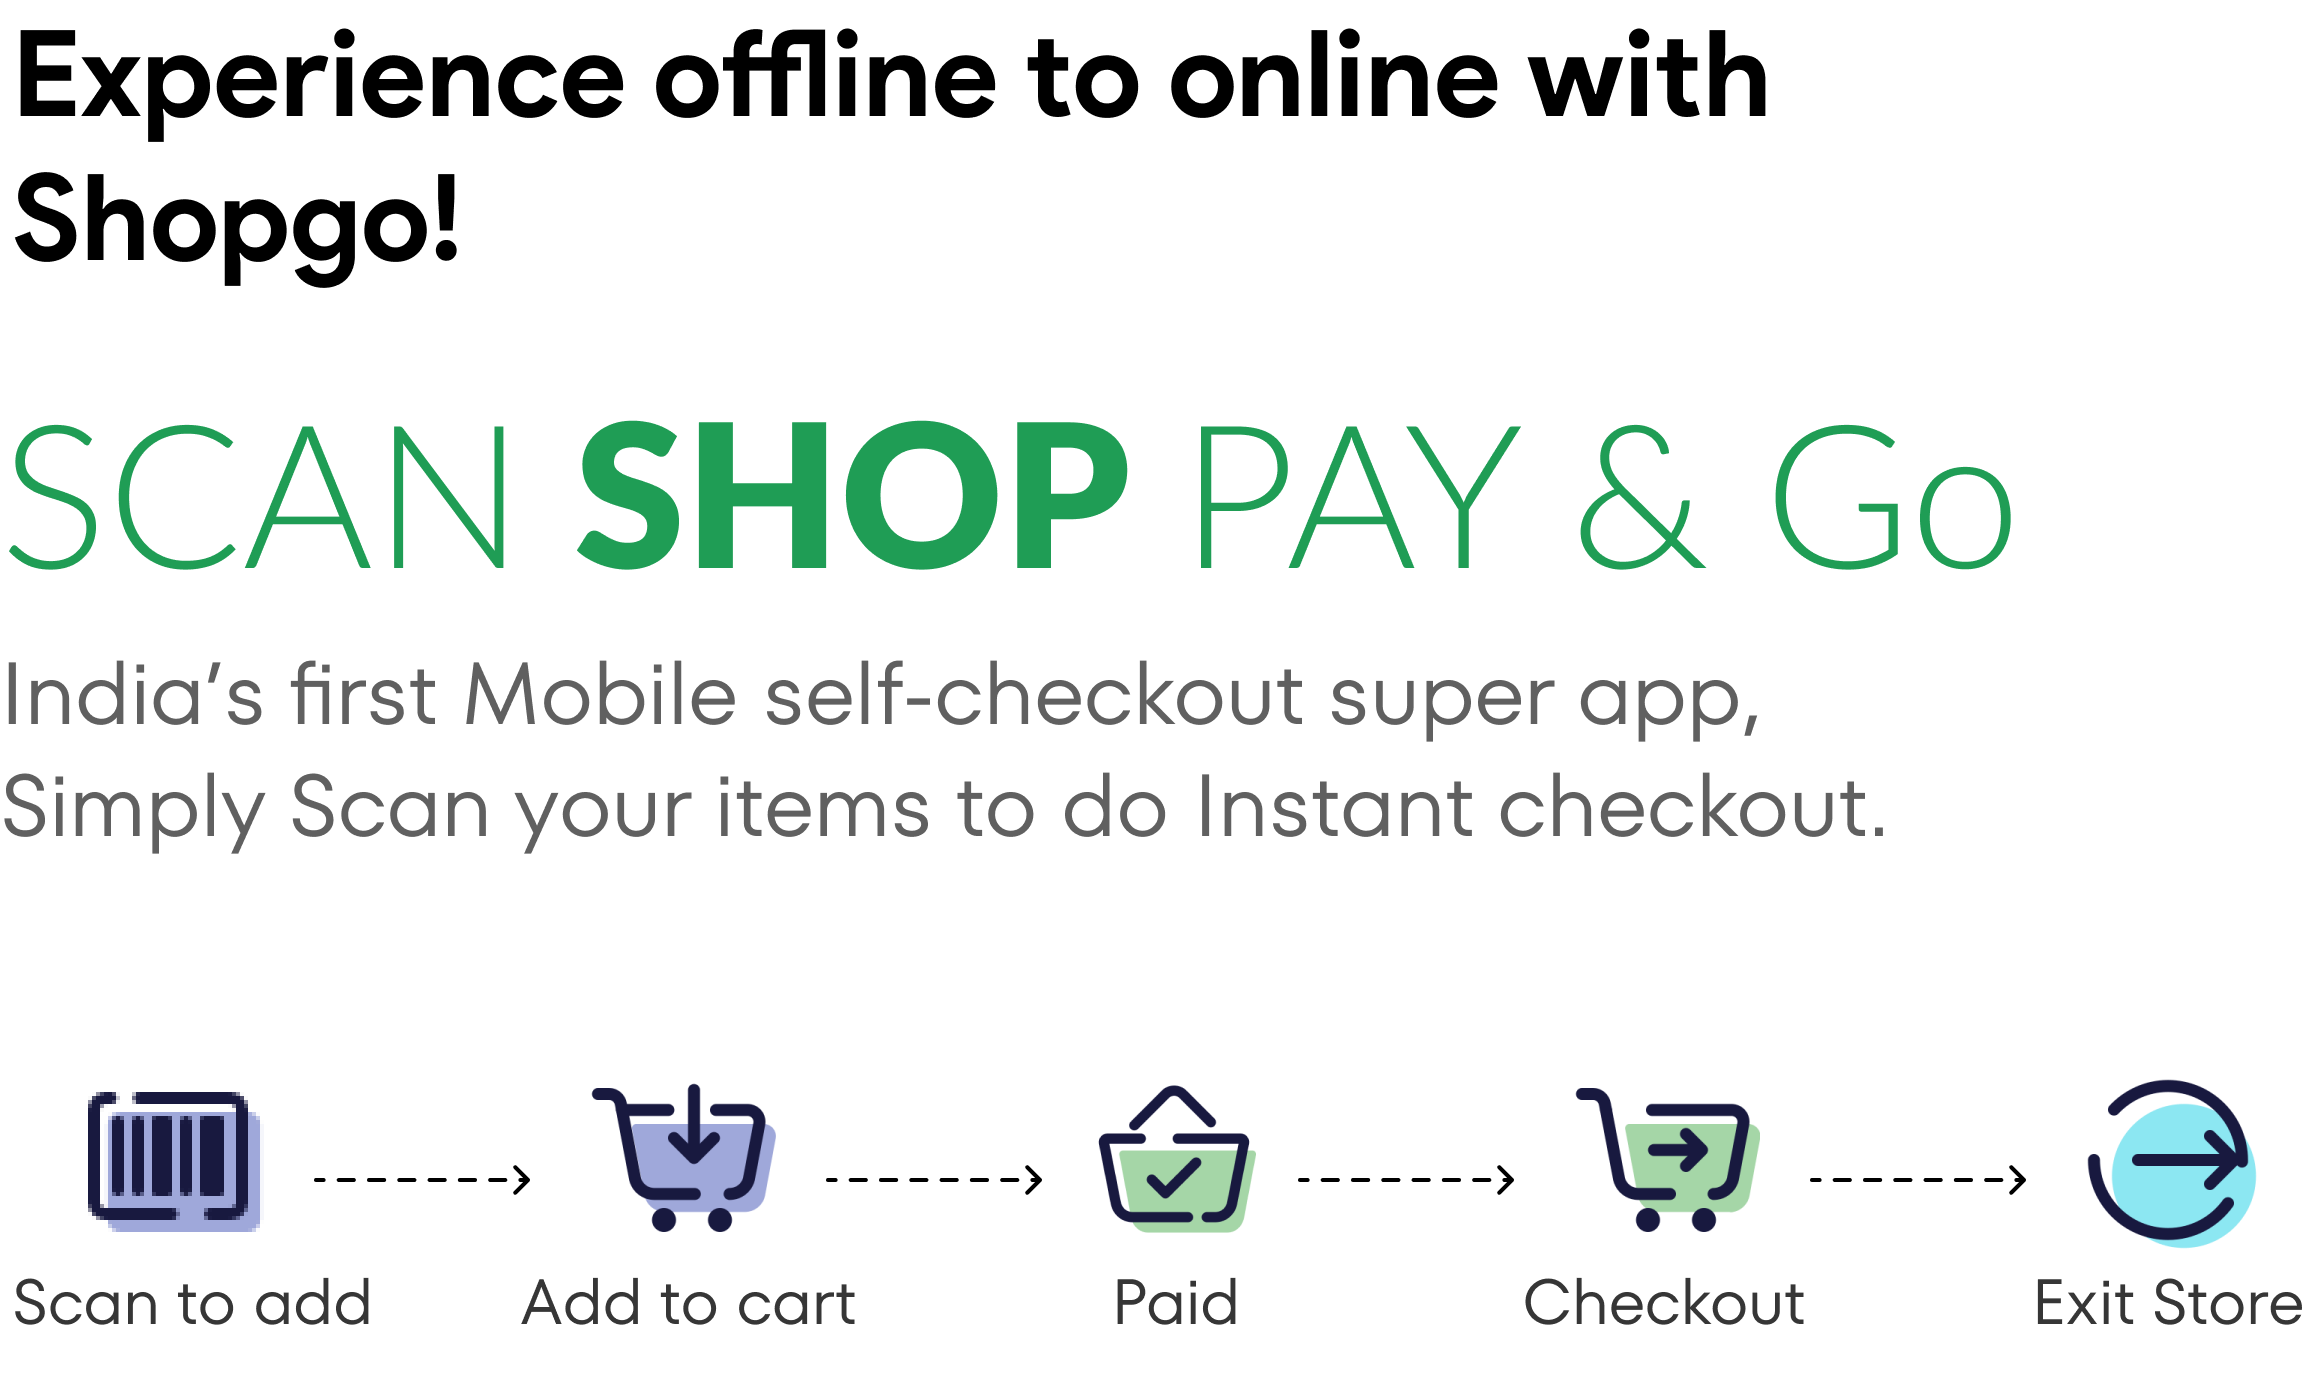 Experience offline to online with
Shopgo!
SCAN SHOP PAY & Go
India’s first Mobile self-checkout super app,
Simply Scan your items to do Instant checkout.
Scan to add
Add to cart
Paid
Checkout
Exit Store